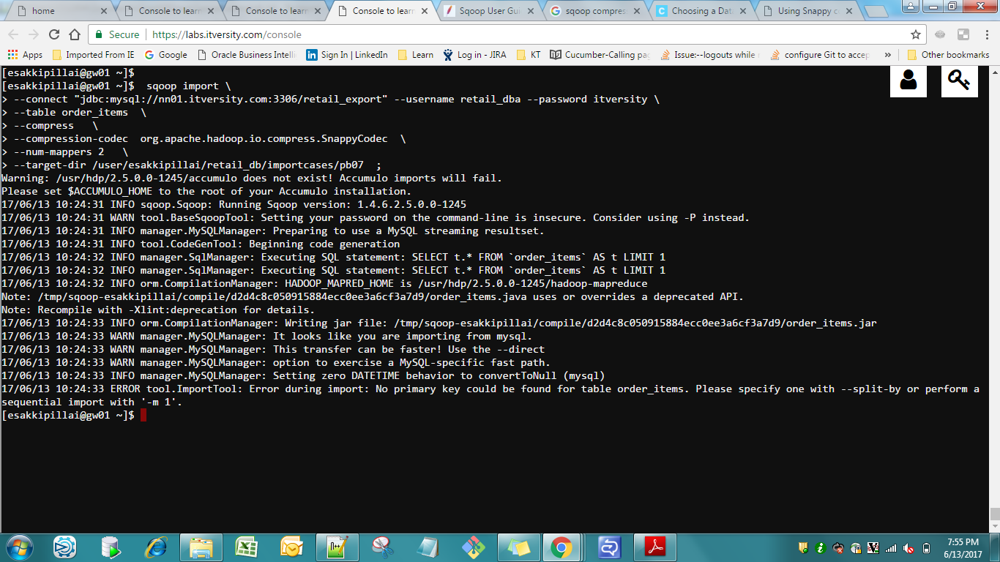 home
Console to learn
Console to learn
Console to learn
Sqoop User Gui
sqoop compres
Choosing a Dat
Using Snappy c
Secure
https://labs.itversity.com/console
Apps
Imported From IE
Google
Oracle Business Intelli
Sign In | LinkedIn
Learn
Log in - JIRA
KT
Cucumber-Calling pag
Issue:--logouts while
configure Git to accep
»
Other bookmarks
[esakkipillai@gw01 ~]$
[esakkipillai@gw01 ~]$  sqoop import \
> --connect "jdbc:mysql://nn01.itversity.com:3306/retail_export" --username retail_dba --password itversity \
> --table order_items  \
> --compress   \
> --compression-codec  org.apache.hadoop.io.compress.SnappyCodec  \
> --num-mappers 2   \
> --target-dir /user/esakkipillai/retail_db/importcases/pb07  ;
Warning: /usr/hdp/2.5.0.0-1245/accumulo does not exist! Accumulo imports will fail.
Please set $ACCUMULO_HOME to the root of your Accumulo installation.
17/06/13 10:24:31 INFO sqoop.Sqoop: Running Sqoop version: 1.4.6.2.5.0.0-1245
17/06/13 10:24:31 WARN tool.BaseSqoopTool: Setting your password on the command-line is insecure. Consider using -P instead.
17/06/13 10:24:31 INFO manager.MySQLManager: Preparing to use a MySQL streaming resultset.
17/06/13 10:24:31 INFO tool.CodeGenTool: Beginning code generation
17/06/13 10:24:32 INFO manager.SqlManager: Executing SQL statement: SELECT t.* FROM `order_items` AS t LIMIT 1
17/06/13 10:24:32 INFO manager.SqlManager: Executing SQL statement: SELECT t.* FROM `order_items` AS t LIMIT 1
17/06/13 10:24:32 INFO orm.CompilationManager: HADOOP_MAPRED_HOME is /usr/hdp/2.5.0.0-1245/hadoop-mapreduce
Note: /tmp/sqoop-esakkipillai/compile/d2d4c8c050915884ecc0ee3a6cf3a7d9/order_items.java uses or overrides a deprecated API.
Note: Recompile with -Xlint:deprecation for details.
17/06/13 10:24:33 INFO orm.CompilationManager: Writing jar file: /tmp/sqoop-esakkipillai/compile/d2d4c8c050915884ecc0ee3a6cf3a7d9/order_items.jar
17/06/13 10:24:33 WARN manager.MySQLManager: It looks like you are importing from mysql.
17/06/13 10:24:33 WARN manager.MySQLManager: This transfer can be faster! Use the --direct
17/06/13 10:24:33 WARN manager.MySQLManager: option to exercise a MySQL-specific fast path.
17/06/13 10:24:33 INFO manager.MySQLManager: Setting zero DATETIME behavior to convertToNull (mysql)
17/06/13 10:24:33 ERROR tool.ImportTool: Error during import: No primary key could be found for table order_items. Please specify one with --split-by or perform a
sequential import with '-m 1'.
[esakkipillai@gw01 ~]$
7:55 PM
6/13/2017